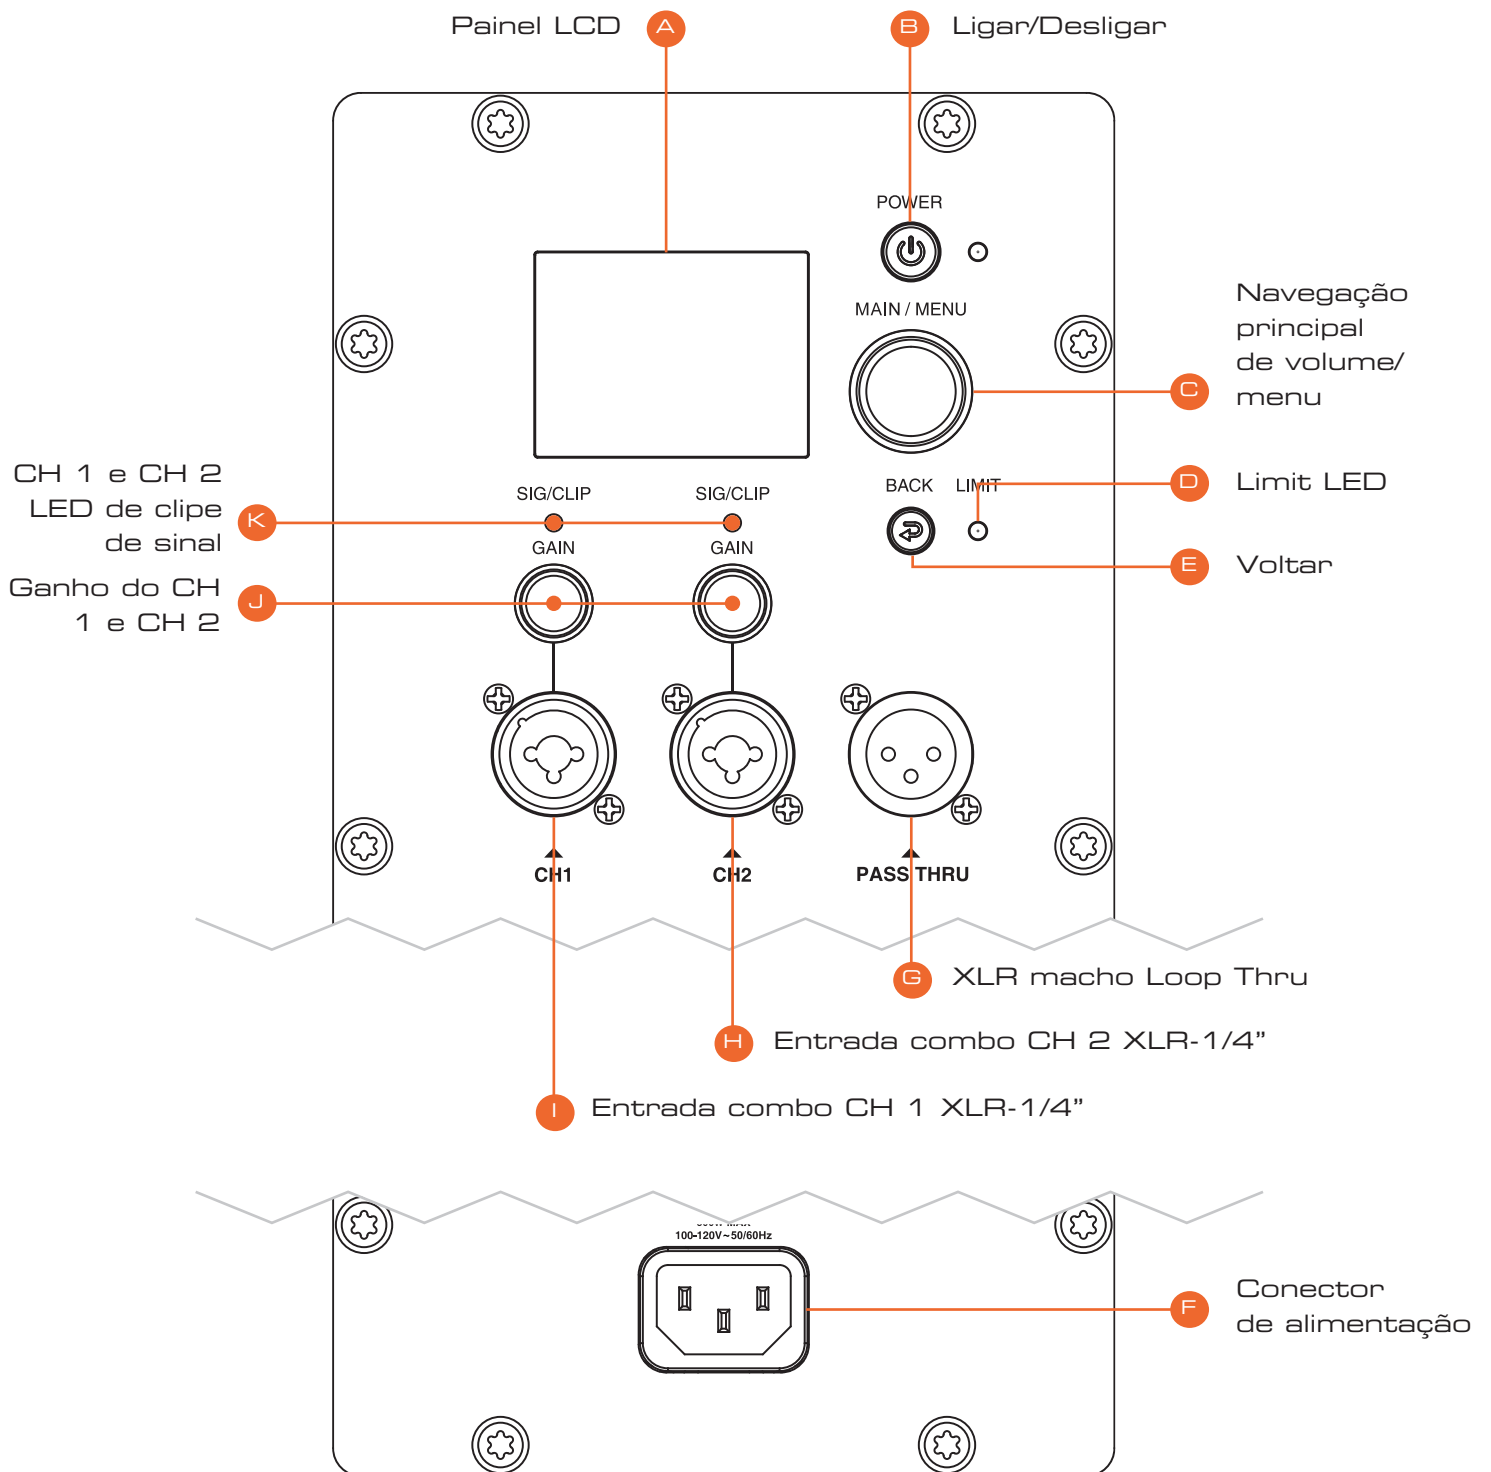 Painel LCD A
B Ligar/Desligar
POWER
MAIN / MENU
Navegação
principal
de volume/
menu
C
CH 1 e CH 2
LED de clipe
de sinal
K
SIG/CLIP
SIG/CLIP
BACK
LIMIT
D Limit LED
GAIN
GAIN
E Voltar
Ganho do CH
1 e CH 2
J
CH1
CH2
PASS THRU
G XLR macho Loop Thru
H Entrada combo CH 2 XLR-1/4”
I Entrada combo CH 1 XLR-1/4”
100-120V~50/60Hz
F
Conector
de alimentação